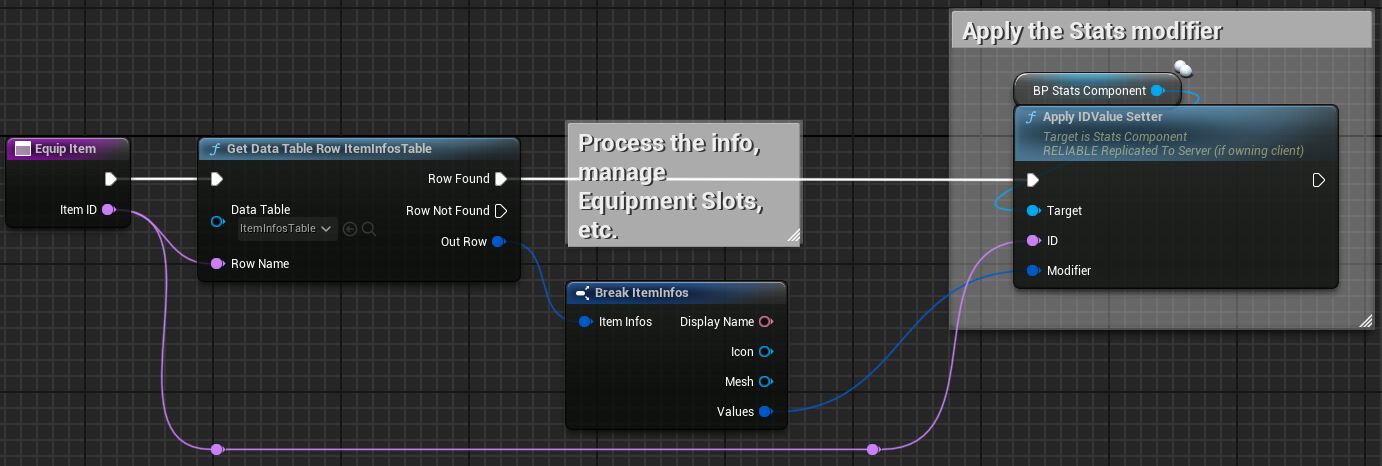 Apply the Stats modifier
BP Stats Component
Apply IDValue Setter
Target is Stats Component
RELIABLE Replicated To Server (if owning client)
Target
ID
Modifier
Equip Item
Item ID
Get Data Table Row ItemInfosTable
Row Found
Data Table
ItemInfosTable
Row Not Found
Out Row
Row Name
Process the info,
manage
Equipment Slots,
etc.
Break ItemInfos
Item Infos
Display Name
Icon
Mesh
Values